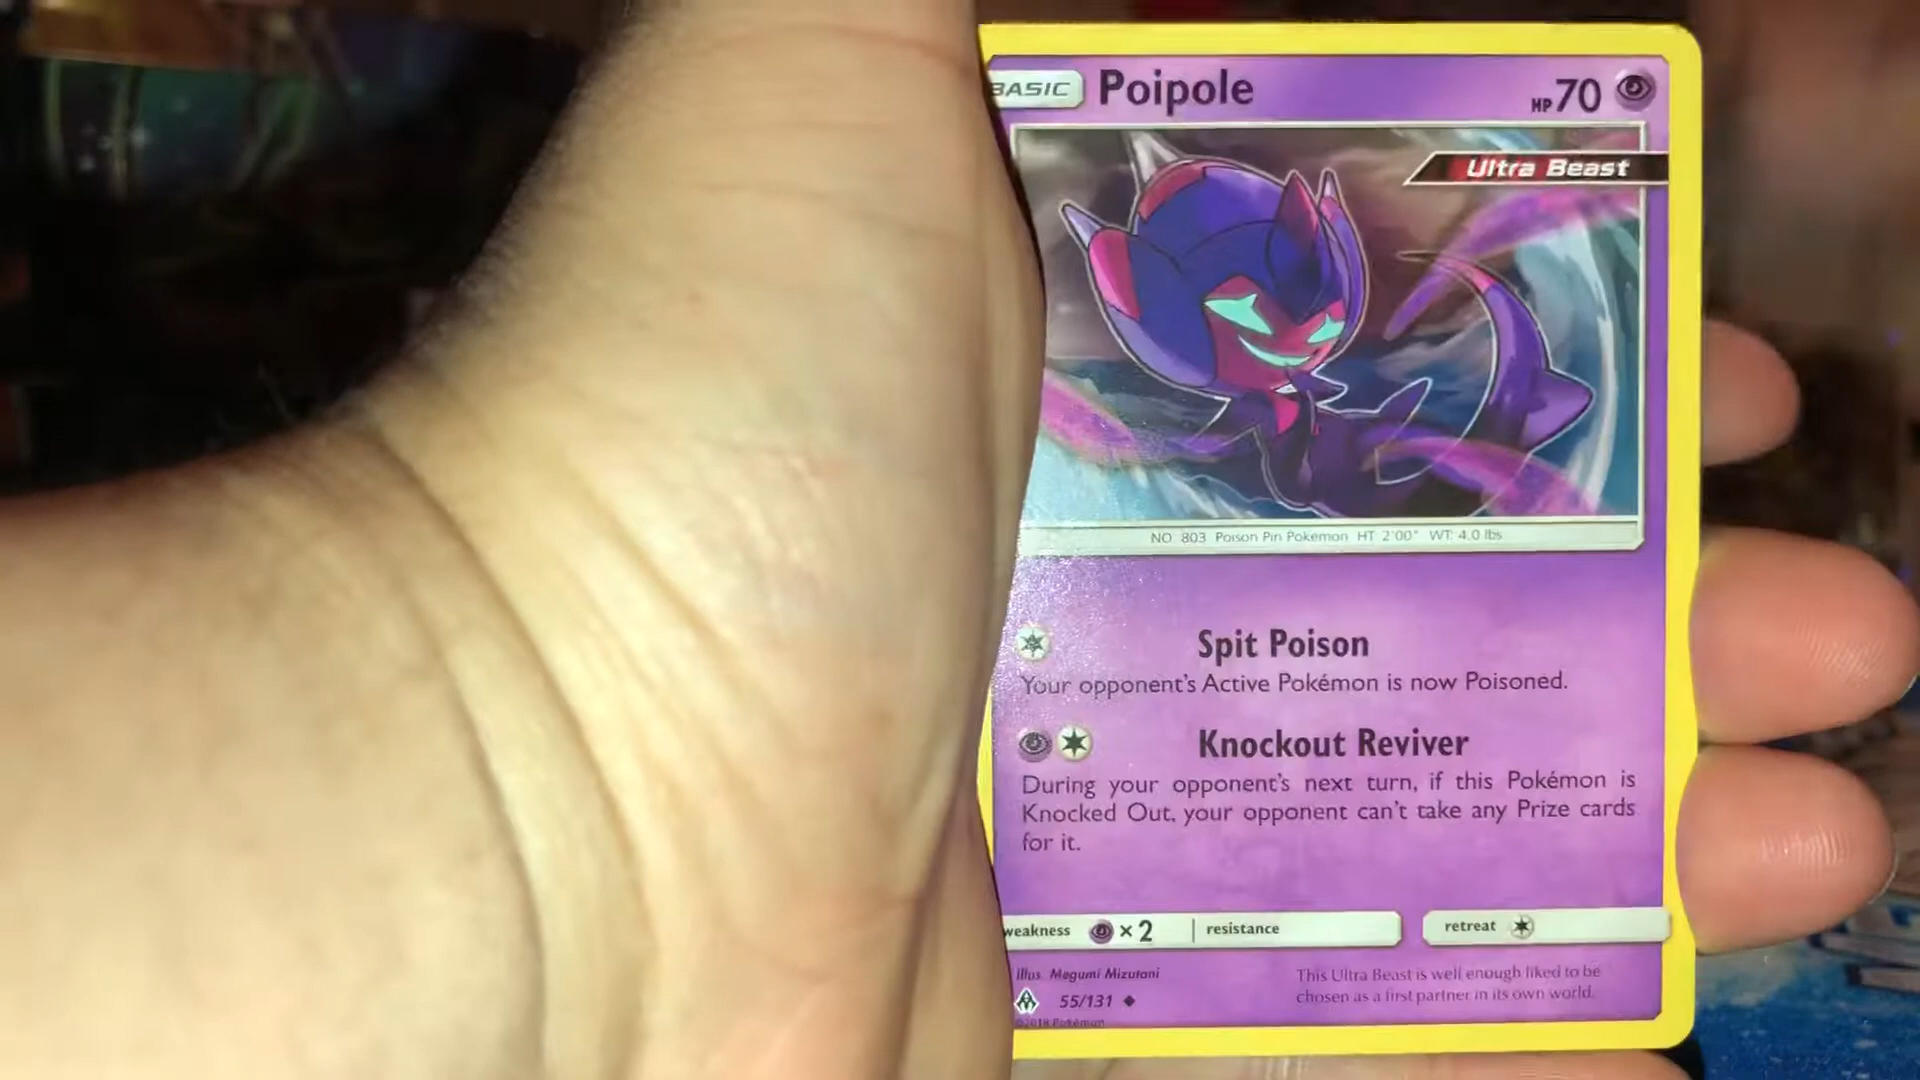 BASIC Poipole HP 70
Ultra Beast
NO 803 Poison Pin Pokémon HT 2'00" WT: 4.0 lbs
Spit Poison
Your opponent's Active Pokémon is now Poisoned.
Knockout Reviver
During your opponent's next turn, if this Pokémon is
Knocked Out, your opponent can't take any Prize cards
for it.
weakness ×2 resistance retreat
illus. Megumi Mizutani
This Ultra Beast is well enough liked to be
chosen as a first partner in its own world.
55/131
©2018 Pokémon